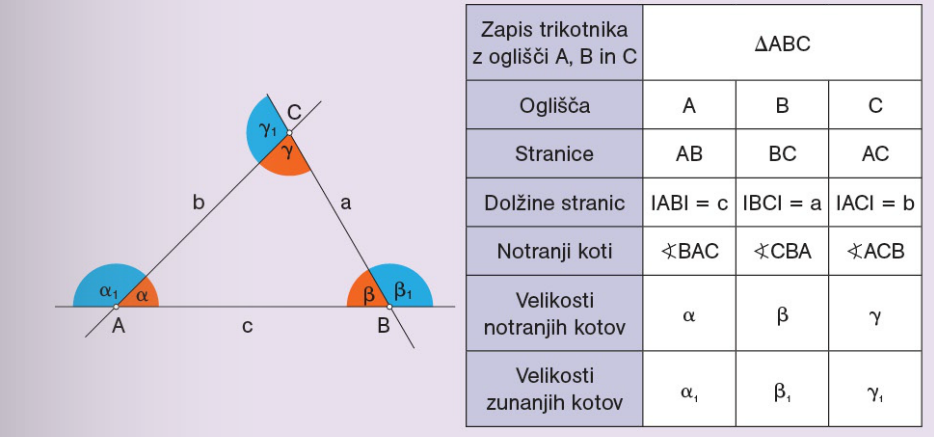 C
γ₁
γ
b
a
α₁
α
β
β₁
A
c
B
Zapis trikotnika
z oglišči A, B in C
ΔABC
Oglišča
A
B
C
Stranice
AB
BC
AC
Dolžine stranic
IABI = c
IBCI = a
IACI = b
Notranji koti
∢BAC
∢CBA
∢ACB
Velikosti
notranjih kotov
α
β
γ
Velikosti
zunanjih kotov
α₁
β₁
γ₁